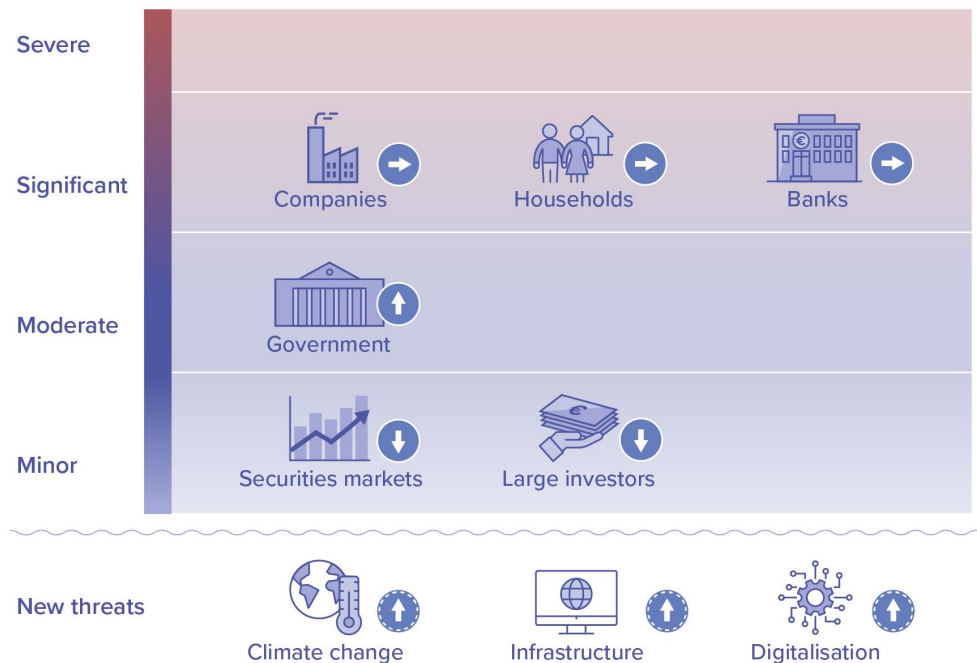 Severe
Significant
Companies
Households
€
Banks
Moderate
Government
Minor
€
Securities markets
Large investors
New threats
Climate change
Infrastructure
Digitalisation